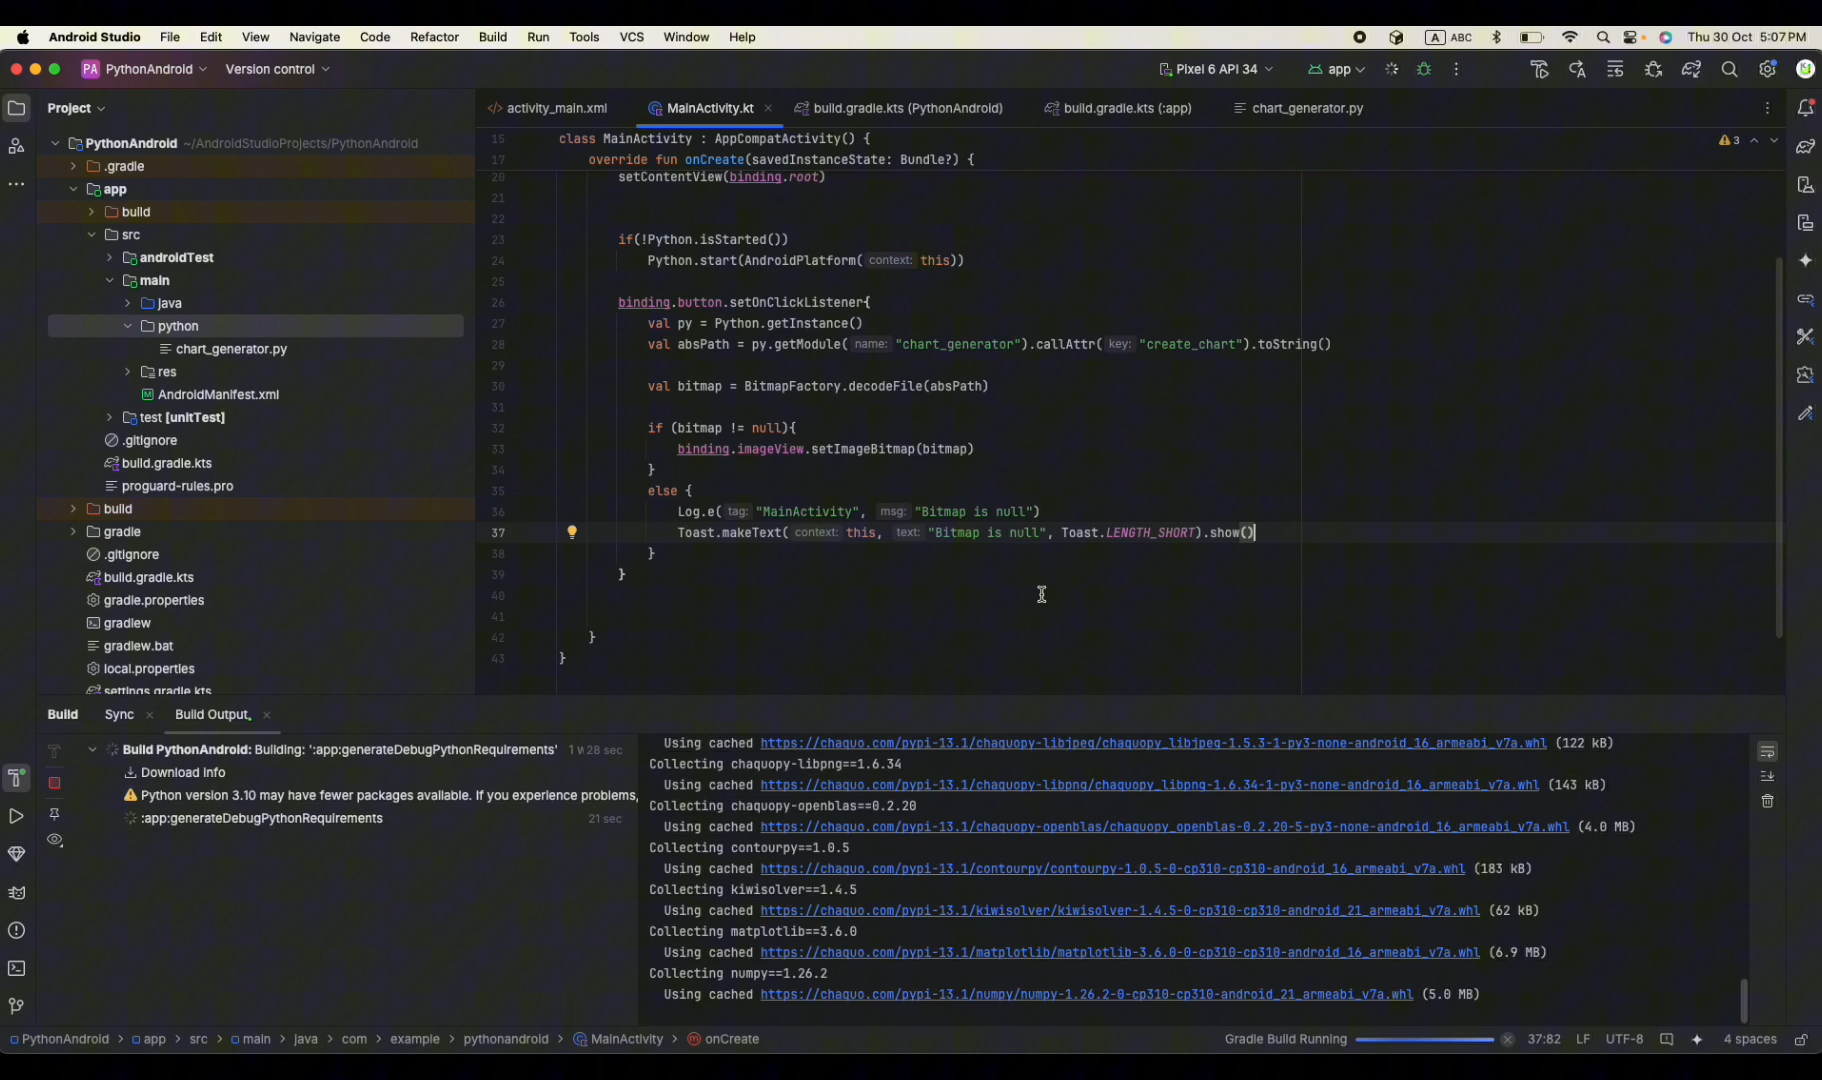 Android Studio File Edit View Navigate Code Refactor Build Run Tools VCS Window Help A ABC Thu 30 Oct 5:07 PM
PA PythonAndroid Version control Pixel 6 API 34 app
Project
PythonAndroid ~/AndroidStudioProjects/PythonAndroid
.gradle
app
build
src
androidTest
main
java
python
chart_generator.py
res
AndroidManifest.xml
test [unitTest]
.gitignore
build.gradle.kts
proguard-rules.pro
build
gradle
.gitignore
build.gradle.kts
gradle.properties
gradlew
gradlew.bat
local.properties
settings.gradle.kts
activity_main.xml MainActivity.kt build.gradle.kts (PythonAndroid) build.gradle.kts (:app) chart_generator.py
15 class MainActivity : AppCompatActivity() { 3
17 override fun onCreate(savedInstanceState: Bundle?) {
20 setContentView(binding.root)
21
22
23 if(!Python.isStarted())
24 Python.start(AndroidPlatform( context: this))
25
26 binding.button.setOnClickListener{
27 val py = Python.getInstance()
28 val absPath = py.getModule( name: "chart_generator").callAttr( key: "create_chart").toString()
29
30 val bitmap = BitmapFactory.decodeFile(absPath)
31
32 if (bitmap != null){
33 binding.imageView.setImageBitmap(bitmap)
34 }
35 else {
36 Log.e( tag: "MainActivity", msg: "Bitmap is null")
37 Toast.makeText( context: this, text: "Bitmap is null", Toast.LENGTH_SHORT).show()
38 }
39 }
40
41
42 }
43 }
Build Sync Build Output
Build PythonAndroid: Building: ':app:generateDebugPythonRequirements' 28 sec
Download info
Python version 3.10 may have fewer packages available. If you experience problems,
:app:generateDebugPythonRequirements 21 sec
Using cached https://chaquo.com/pypi-13.1/chaquopy-libjpeg/chaquopy_libjpeg-1.5.3-1-py3-none-android_16_armeabi_v7a.whl (122 kB)
Collecting chaquopy-libpng==1.6.34
Using cached https://chaquo.com/pypi-13.1/chaquopy-libpng/chaquopy_libpng-1.6.34-1-py3-none-android_16_armeabi_v7a.whl (143 kB)
Collecting chaquopy-openblas==0.2.20
Using cached https://chaquo.com/pypi-13.1/chaquopy-openblas/chaquopy_openblas-0.2.20-5-py3-none-android_16_armeabi_v7a.whl (4.0 MB)
Collecting contourpy==1.0.5
Using cached https://chaquo.com/pypi-13.1/contourpy/contourpy-1.0.5-0-cp310-cp310-android_16_armeabi_v7a.whl (183 kB)
Collecting kiwisolver==1.4.5
Using cached https://chaquo.com/pypi-13.1/kiwisolver/kiwisolver-1.4.5-0-cp310-cp310-android_21_armeabi_v7a.whl (62 kB)
Collecting matplotlib==3.6.0
Using cached https://chaquo.com/pypi-13.1/matplotlib/matplotlib-3.6.0-0-cp310-cp310-android_16_armeabi_v7a.whl (6.9 MB)
Collecting numpy==1.26.2
Using cached https://chaquo.com/pypi-13.1/numpy/numpy-1.26.2-0-cp310-cp310-android_21_armeabi_v7a.whl (5.0 MB)
PythonAndroid > app > src > main > java > com > example > pythonandroid > MainActivity > onCreate Gradle Build Running 37:82 LF UTF-8 4 spaces